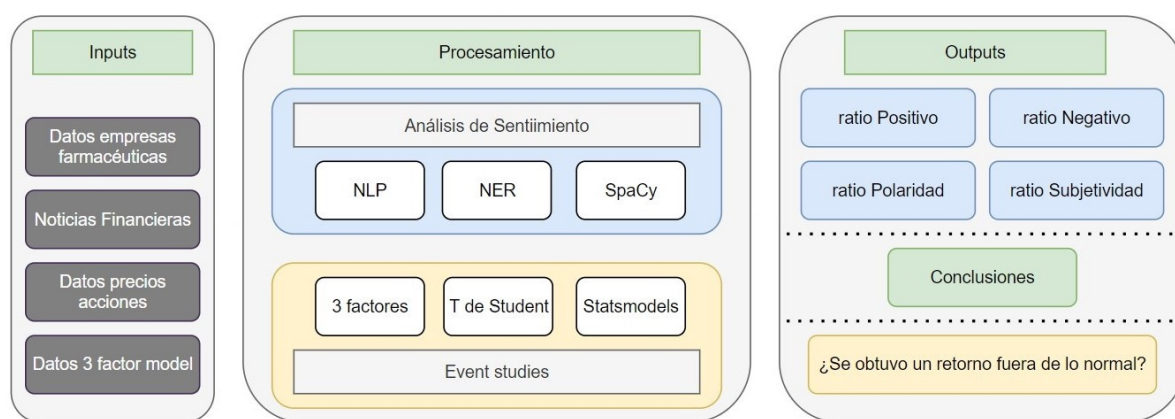 Inputs
Datos empresas
farmacéuticas
Noticias Financieras
Datos precios
acciones
Datos 3 factor model
Procesamiento
Análisis de Sentiimiento
NLP
NER
SpaCy
3 factores
T de Student
Statsmodels
Event studies
Outputs
ratio Positivo
ratio Negativo
ratio Polaridad
ratio Subjetividad
Conclusiones
¿Se obtuvo un retorno fuera de lo normal?